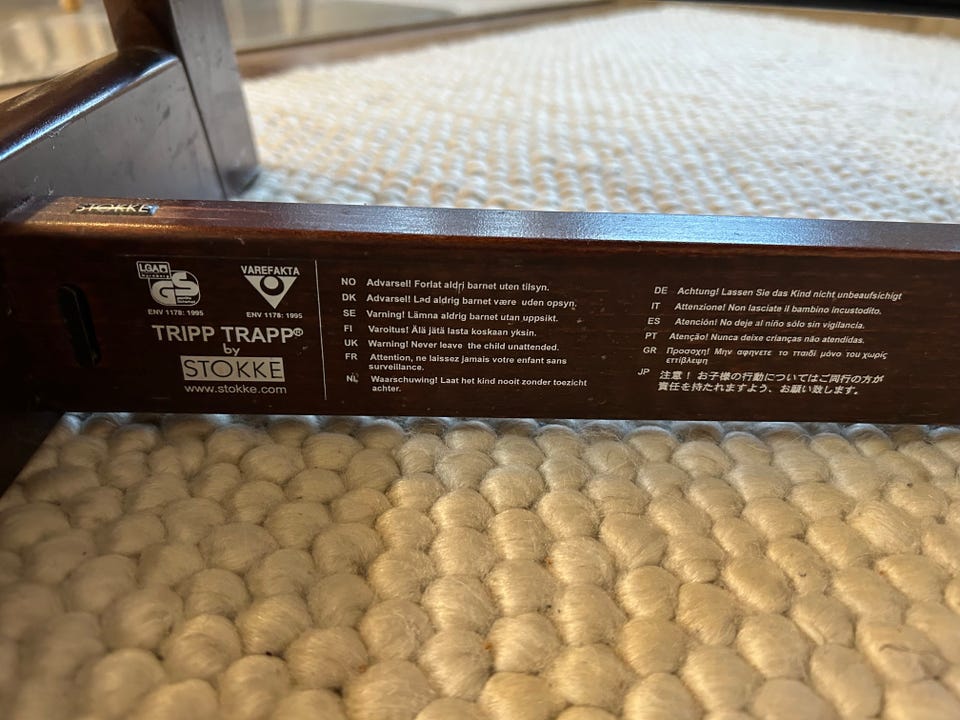 STOKKE
LGA
Nürnberg
GS
geprüfte
Sicherheit
ENV 1178: 1995
VAREFAKTA
ENV 1178: 1995
TRIPP TRAPP®
by
STOKKE
www.stokke.com
NO Advarsel! Forlat aldri barnet uten tilsyn.
DK Advarsel! Lad aldrig barnet være uden opsyn.
SE Varning! Lämna aldrig barnet utan uppsikt.
FI Varoitus! Älä jätä lasta koskaan yksin.
UK Warning! Never leave the child unattended.
FR Attention, ne laissez jamais votre enfant sans
surveillance.
NL Waarschuwing! Laat het kind nooit zonder toezicht
achter.
DE Achtung! Lassen Sie das Kind nicht unbeaufsichtigt
IT Attenzione! Non lasciate il bambino incustodito.
ES Atención! No deje al niño sólo sin vigilancia.
PT Atenção! Nunca deixe crianças não atendidas.
GR Προσοχη! Μην αφηνετε το παιδί μόνο του χωρίς
επίβλεψη
JP 注意！お子様の行動についてはご同行の方が
責任を持たれますよう、お願い致します。